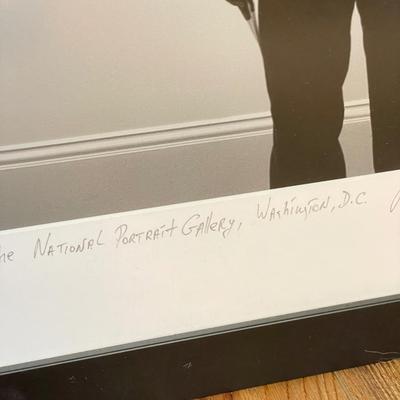 he National Portrait Gallery, Washington, D.C.